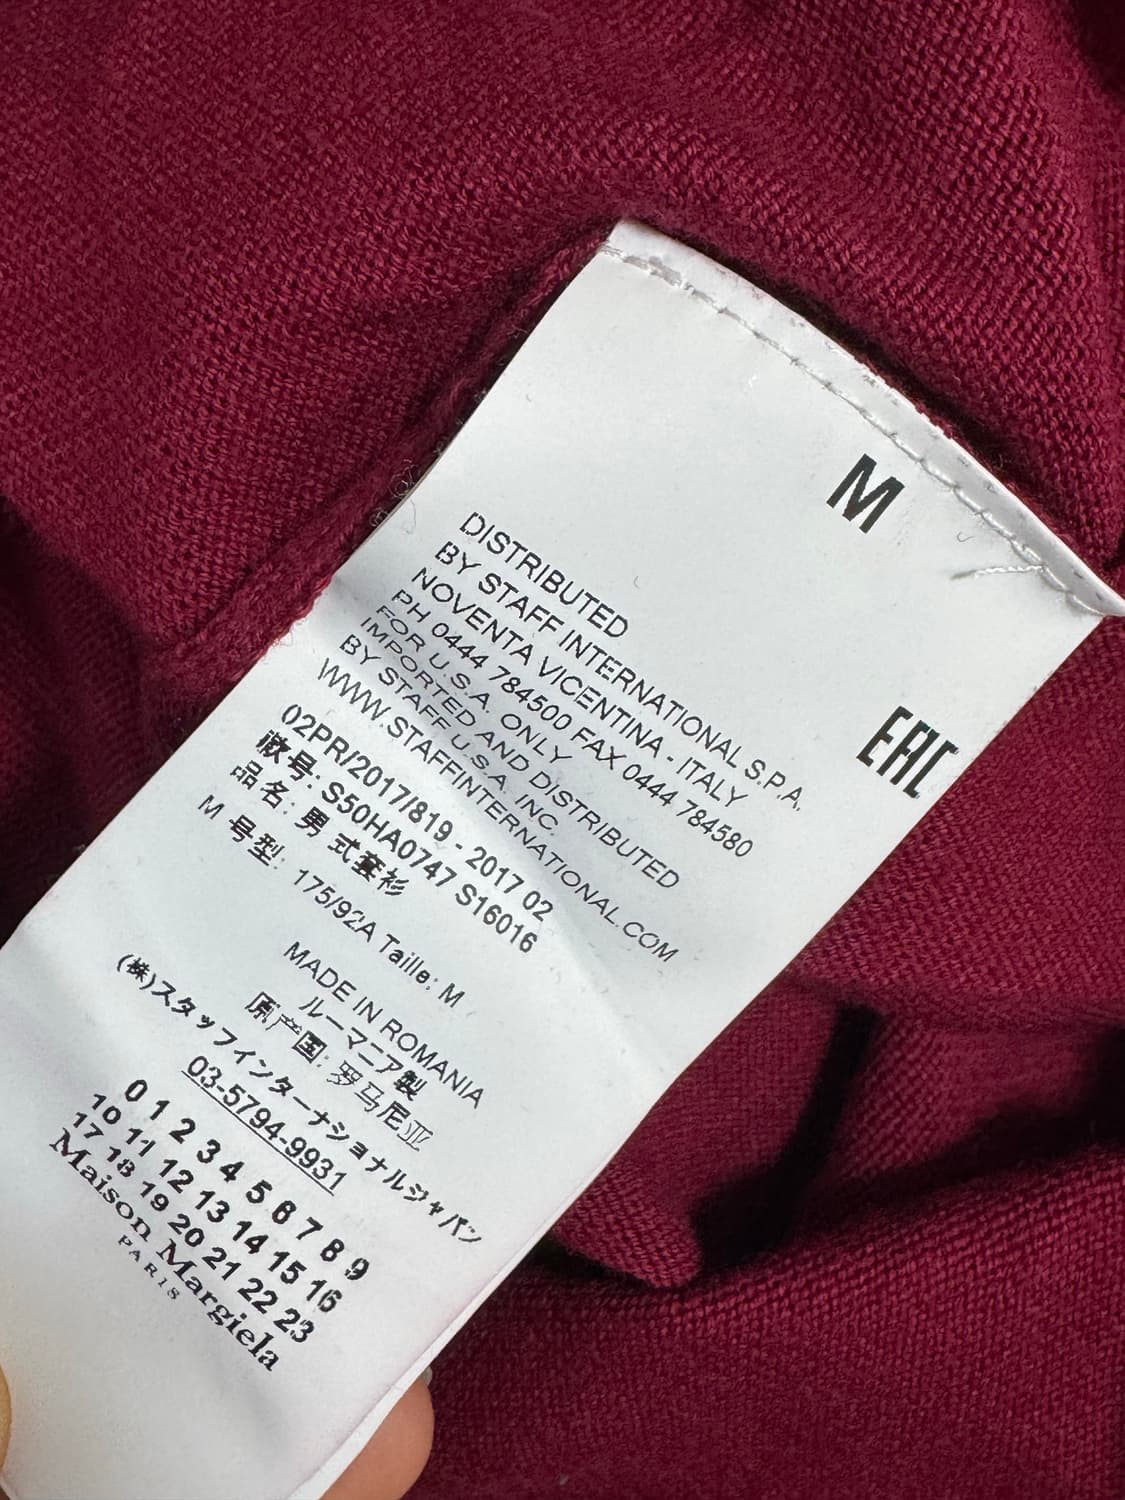 M
EAC
DISTRIBUTED
BY STAFF INTERNATIONAL S.P.A.
NOVENTA VICENTINA - ITALY
PH 0444 784500 FAX 0444 784580
FOR U.S.A. ONLY
IMPORTED AND DISTRIBUTED
BY STAFF U.S.A. INC.
WWW.STAFFINTERNATIONAL.COM
02PR/2017/819 - 2017 02
款号: S50HA0747 S16016
品名: 男 式套衫
M 号型: 175/92A Taille: M
MADE IN ROMANIA
ルーマニア製
原产国: 罗马尼亚
(株)スタッフインターナショナルジャパン
03-5794-9931
0 1 2 3 4 5 6 7 8 9
10 11 12 13 14 15 16
17 18 19 20 21 22 23
Maison Margiela
PARIS